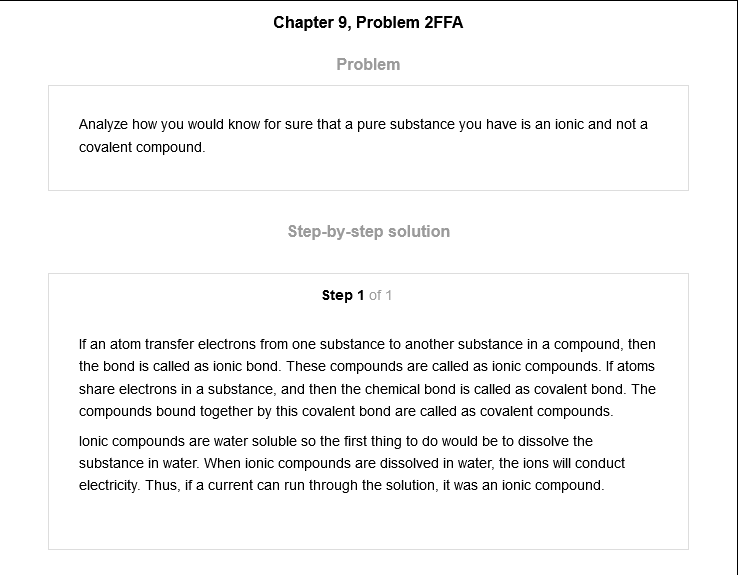 Chapter 9, Problem 2FFA
Problem
Analyze how you would know for sure that a pure substance you have is an ionic and not a
covalent compound.
Step-by-step solution
Step 1 of 1
If an atom transfer electrons from one substance to another substance in a compound, then
the bond is called as ionic bond. These compounds are called as ionic compounds. If atoms
share electrons in a substance, and then the chemical bond is called as covalent bond. The
compounds bound together by this covalent bond are called as covalent compounds.
Ionic compounds are water soluble so the first thing to do would be to dissolve the
substance in water. When ionic compounds are dissolved in water, the ions will conduct
electricity. Thus, if a current can run through the solution, it was an ionic compound.